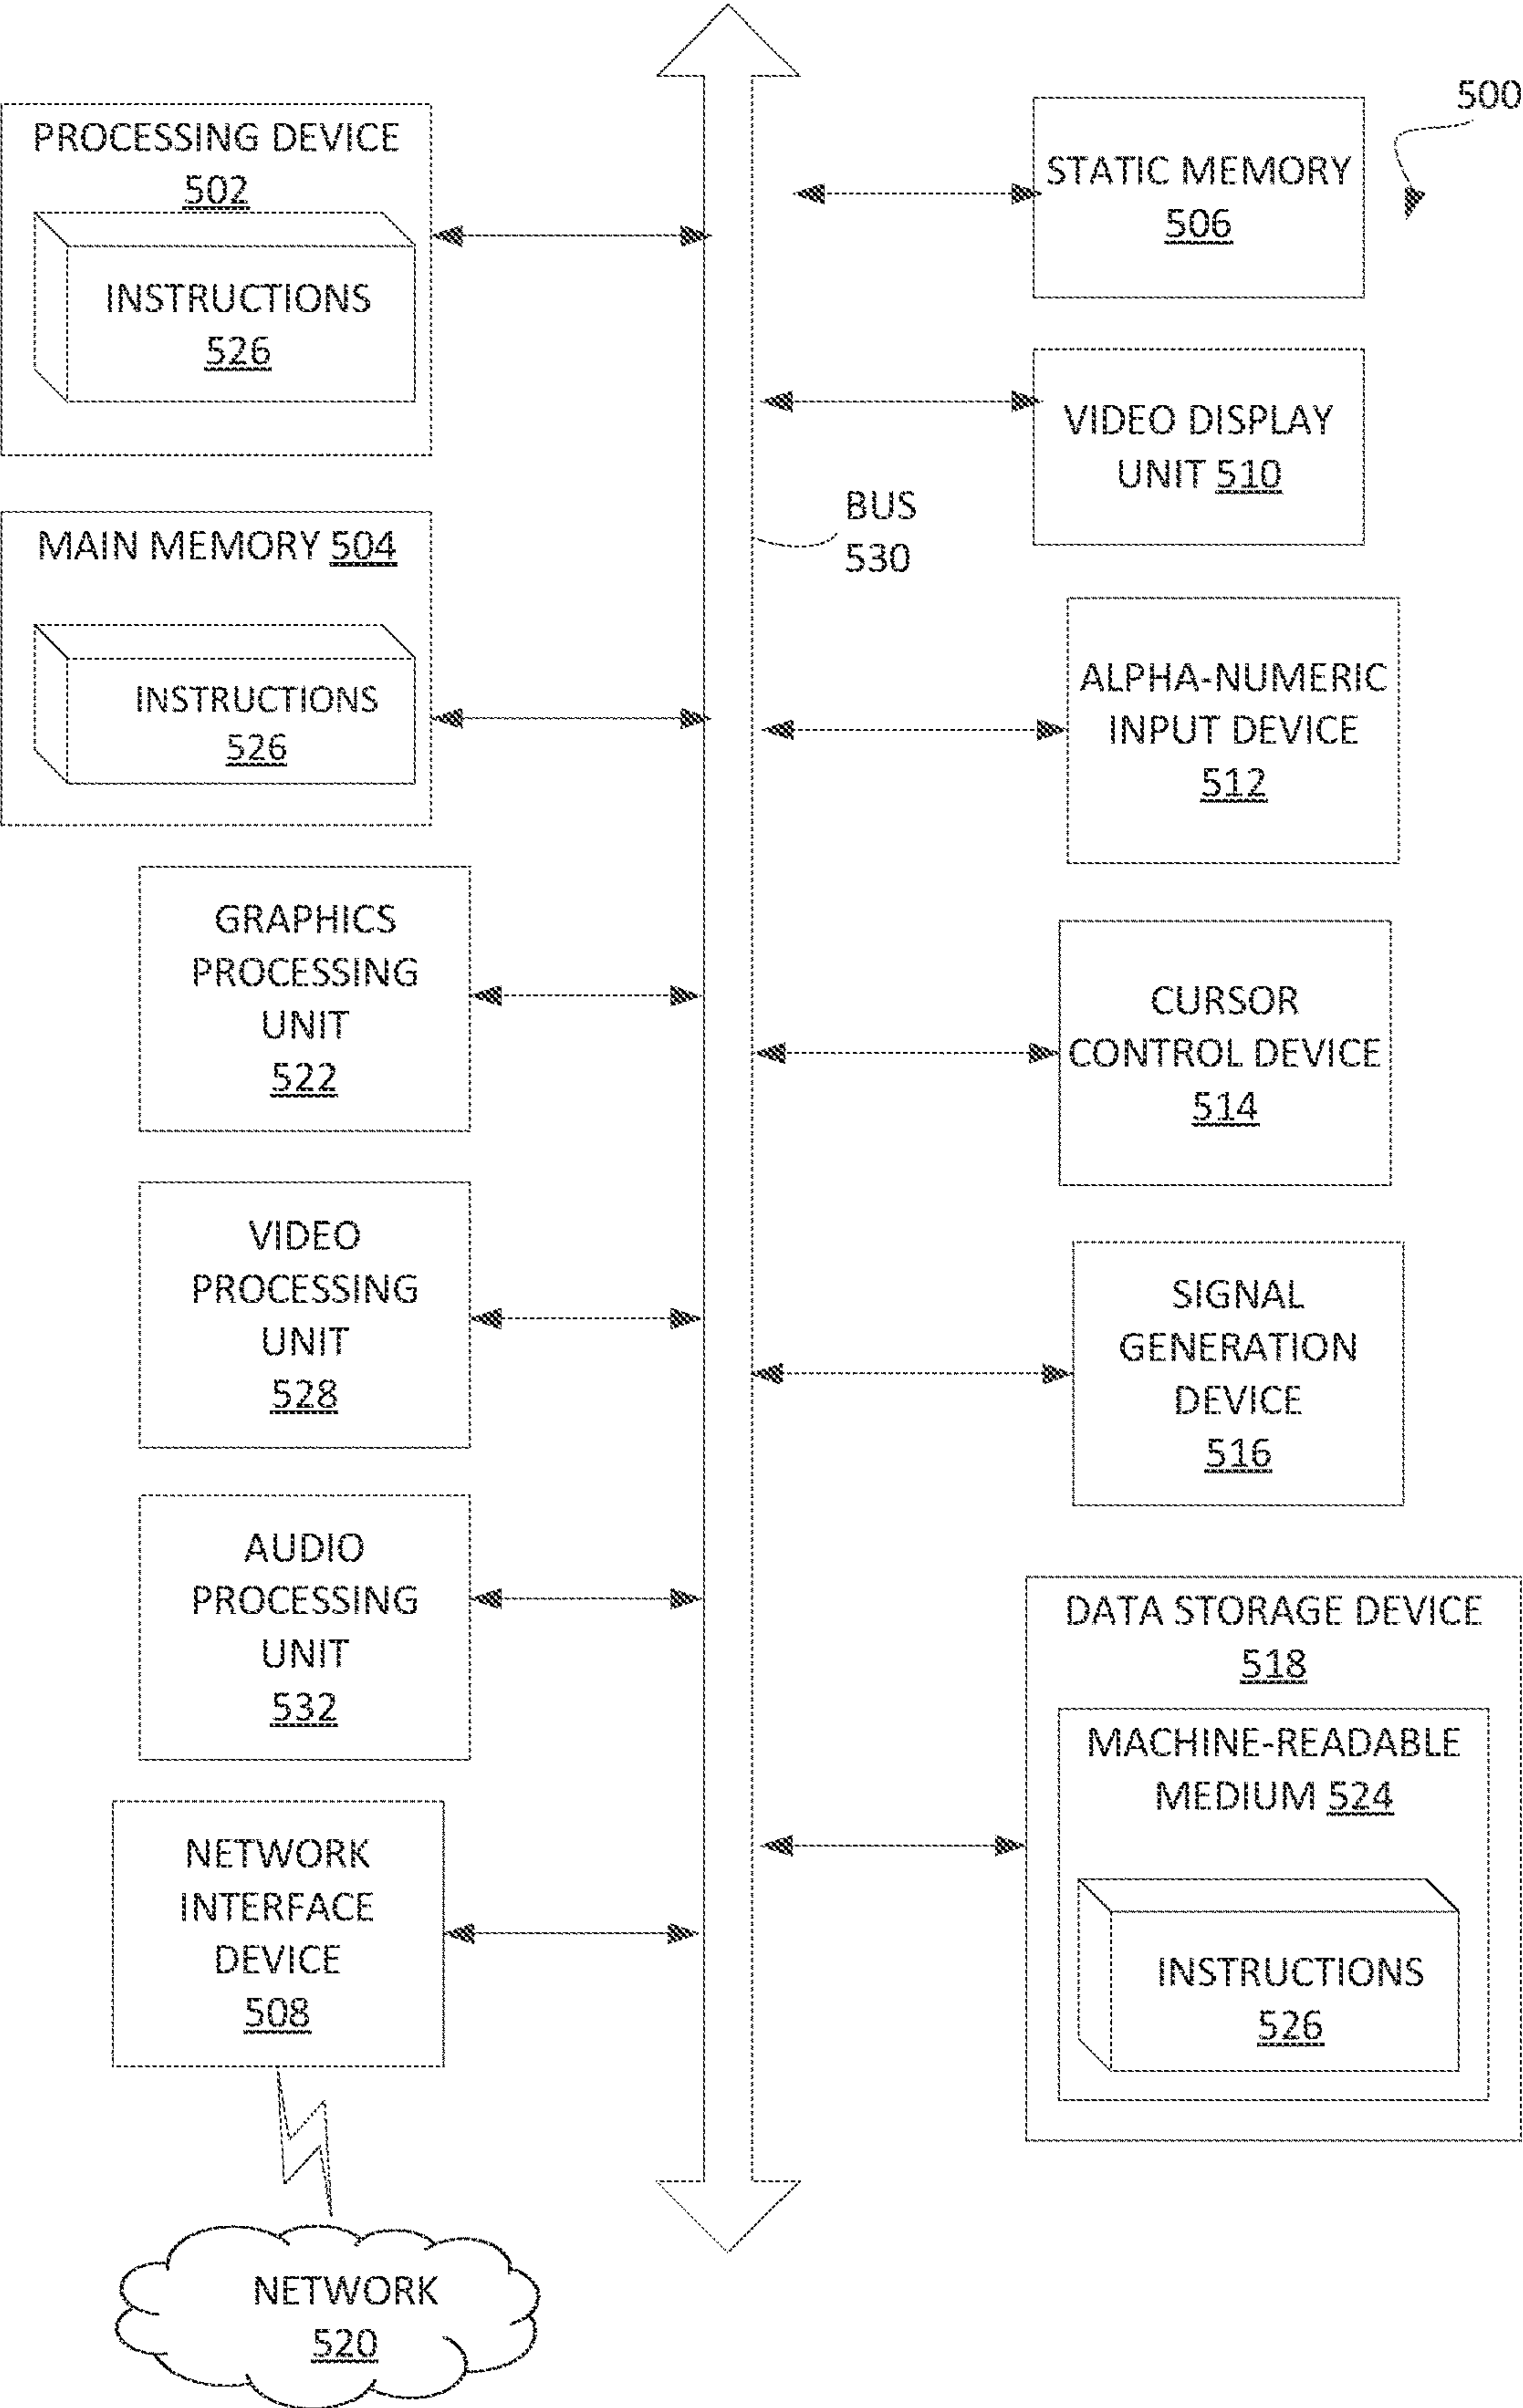 500
PROCESSING DEVICE
502
INSTRUCTIONS
526
MAIN MEMORY 504
INSTRUCTIONS
526
GRAPHICS
PROCESSING
UNIT
522
VIDEO
PROCESSING
UNIT
528
AUDIO
PROCESSING
UNIT
532
NETWORK
INTERFACE
DEVICE
508
NETWORK
520
BUS
530
STATIC MEMORY
506
VIDEO DISPLAY
UNIT 510
ALPHA-NUMERIC
INPUT DEVICE
512
CURSOR
CONTROL DEVICE
514
SIGNAL
GENERATION
DEVICE
516
DATA STORAGE DEVICE
518
MACHINE-READABLE
MEDIUM 524
INSTRUCTIONS
526